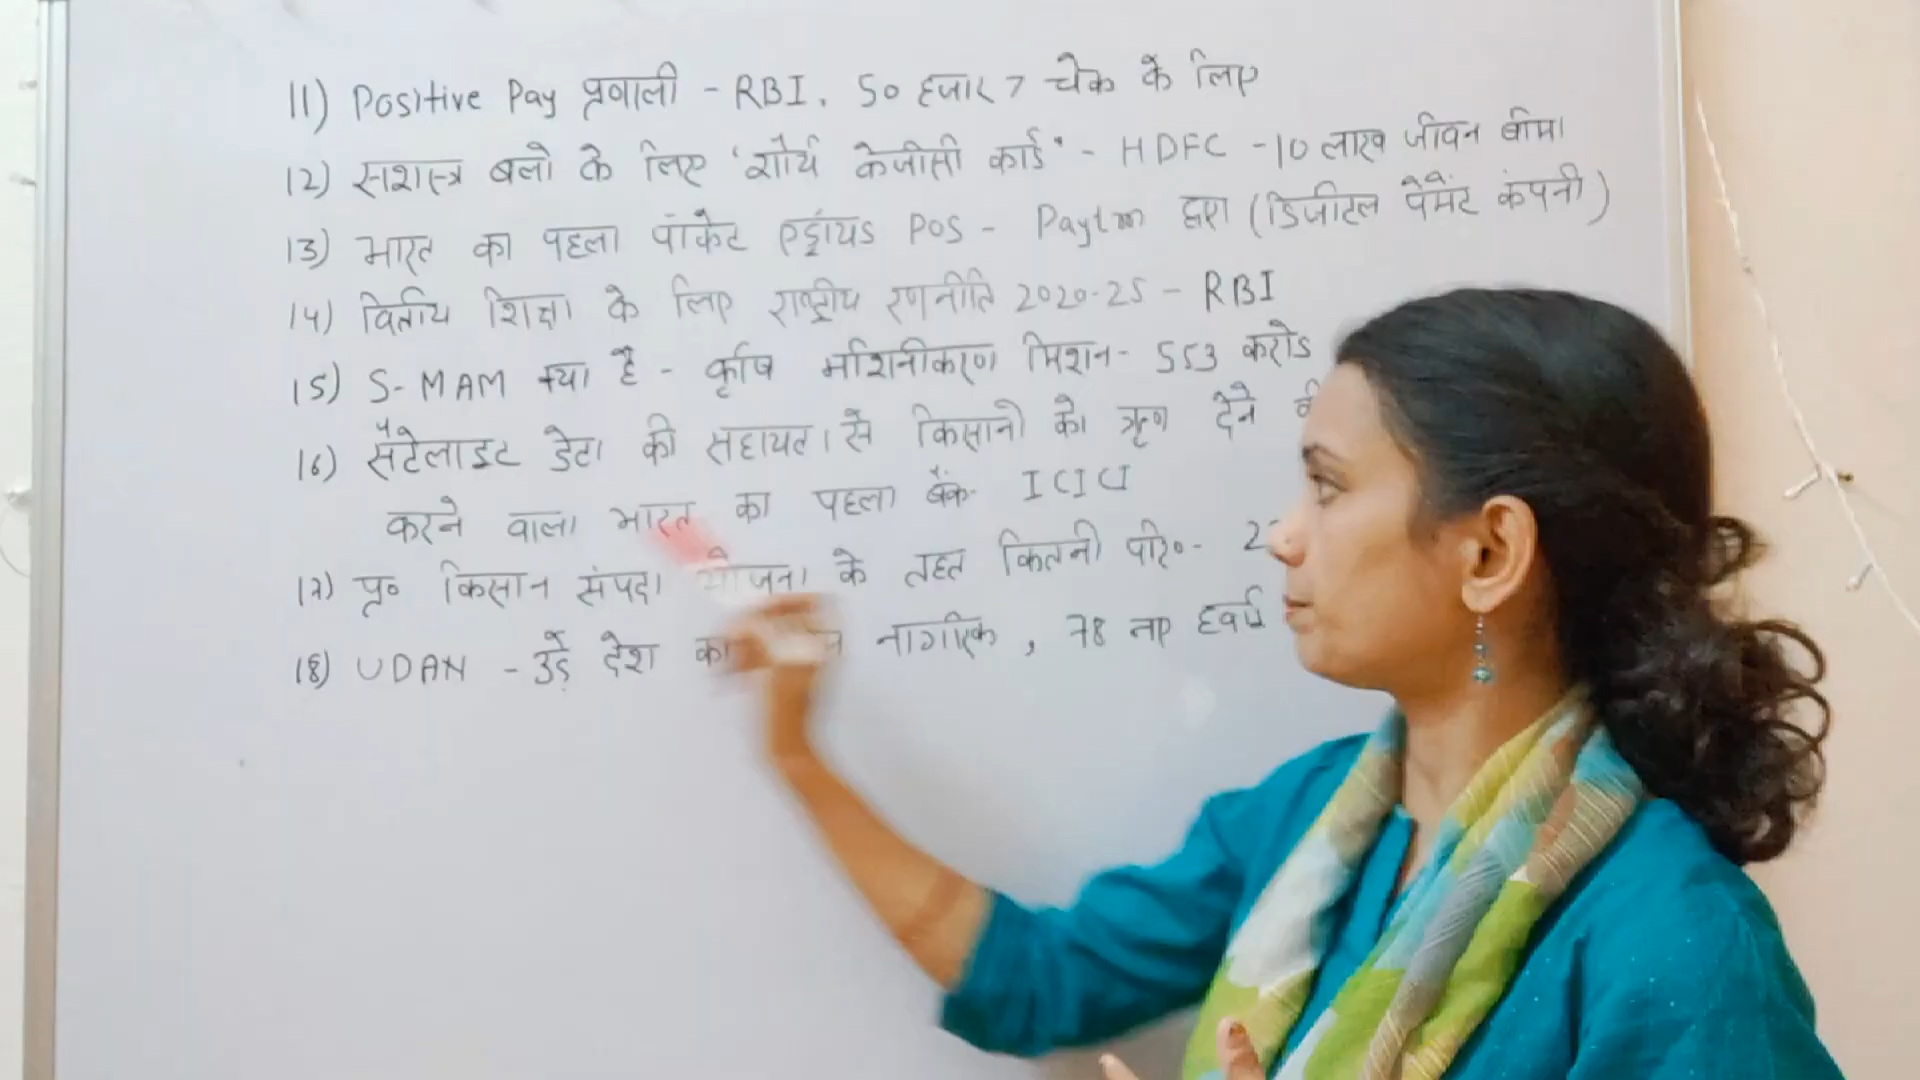 11) Positive Pay प्रणाली - RBI. 50 हजार > चेक के लिए
12) सशस्त्र बलो के लिए 'शौर्य केजीसी कार्ड' - HDFC - 10 लाख जीवन बीमा
13) भारत का पहला पॉकेट एंड्रॉयड POS - Paytm द्वारा (डिजीटल पेमेंट कंपनी)
14) वित्तीय शिक्षा के लिए राष्ट्रीय रणनीति 2020-25 - RBI
15) S-MAM क्या है - कृषि मशिनीकरण मिशन - 553 करोड
16) सैटेलाइट डेटा की सहायता से किसानो को ऋण देने
करने वाला भारत का पहला बैंक - ICICI
17) प्र० किसान संपदा योजना के तहत कितनी परि०-
18) UDAN - उड़े देश का नागरिक, 78 नए हवाई